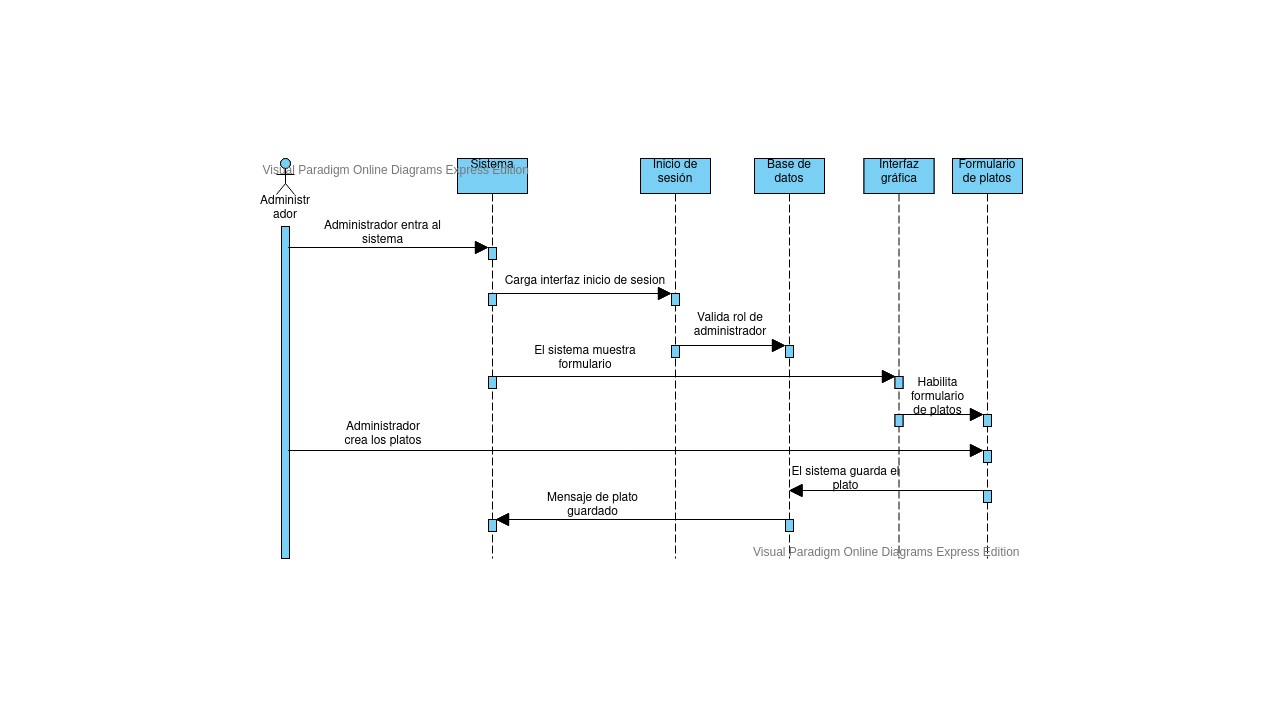 Visual Paradigm Online Diagrams Express Edition
Sistema
Inicio de
sesión
Base de
datos
Interfaz
gráfica
Formulario
de platos
Administr
ador
Administrador entra al
sistema
Carga interfaz inicio de sesion
Valida rol de
administrador
El sistema muestra
formulario
Habilita
formulario
de platos
Administrador
crea los platos
El sistema guarda el
plato
Mensaje de plato
guardado
Visual Paradigm Online Diagrams Express Edition